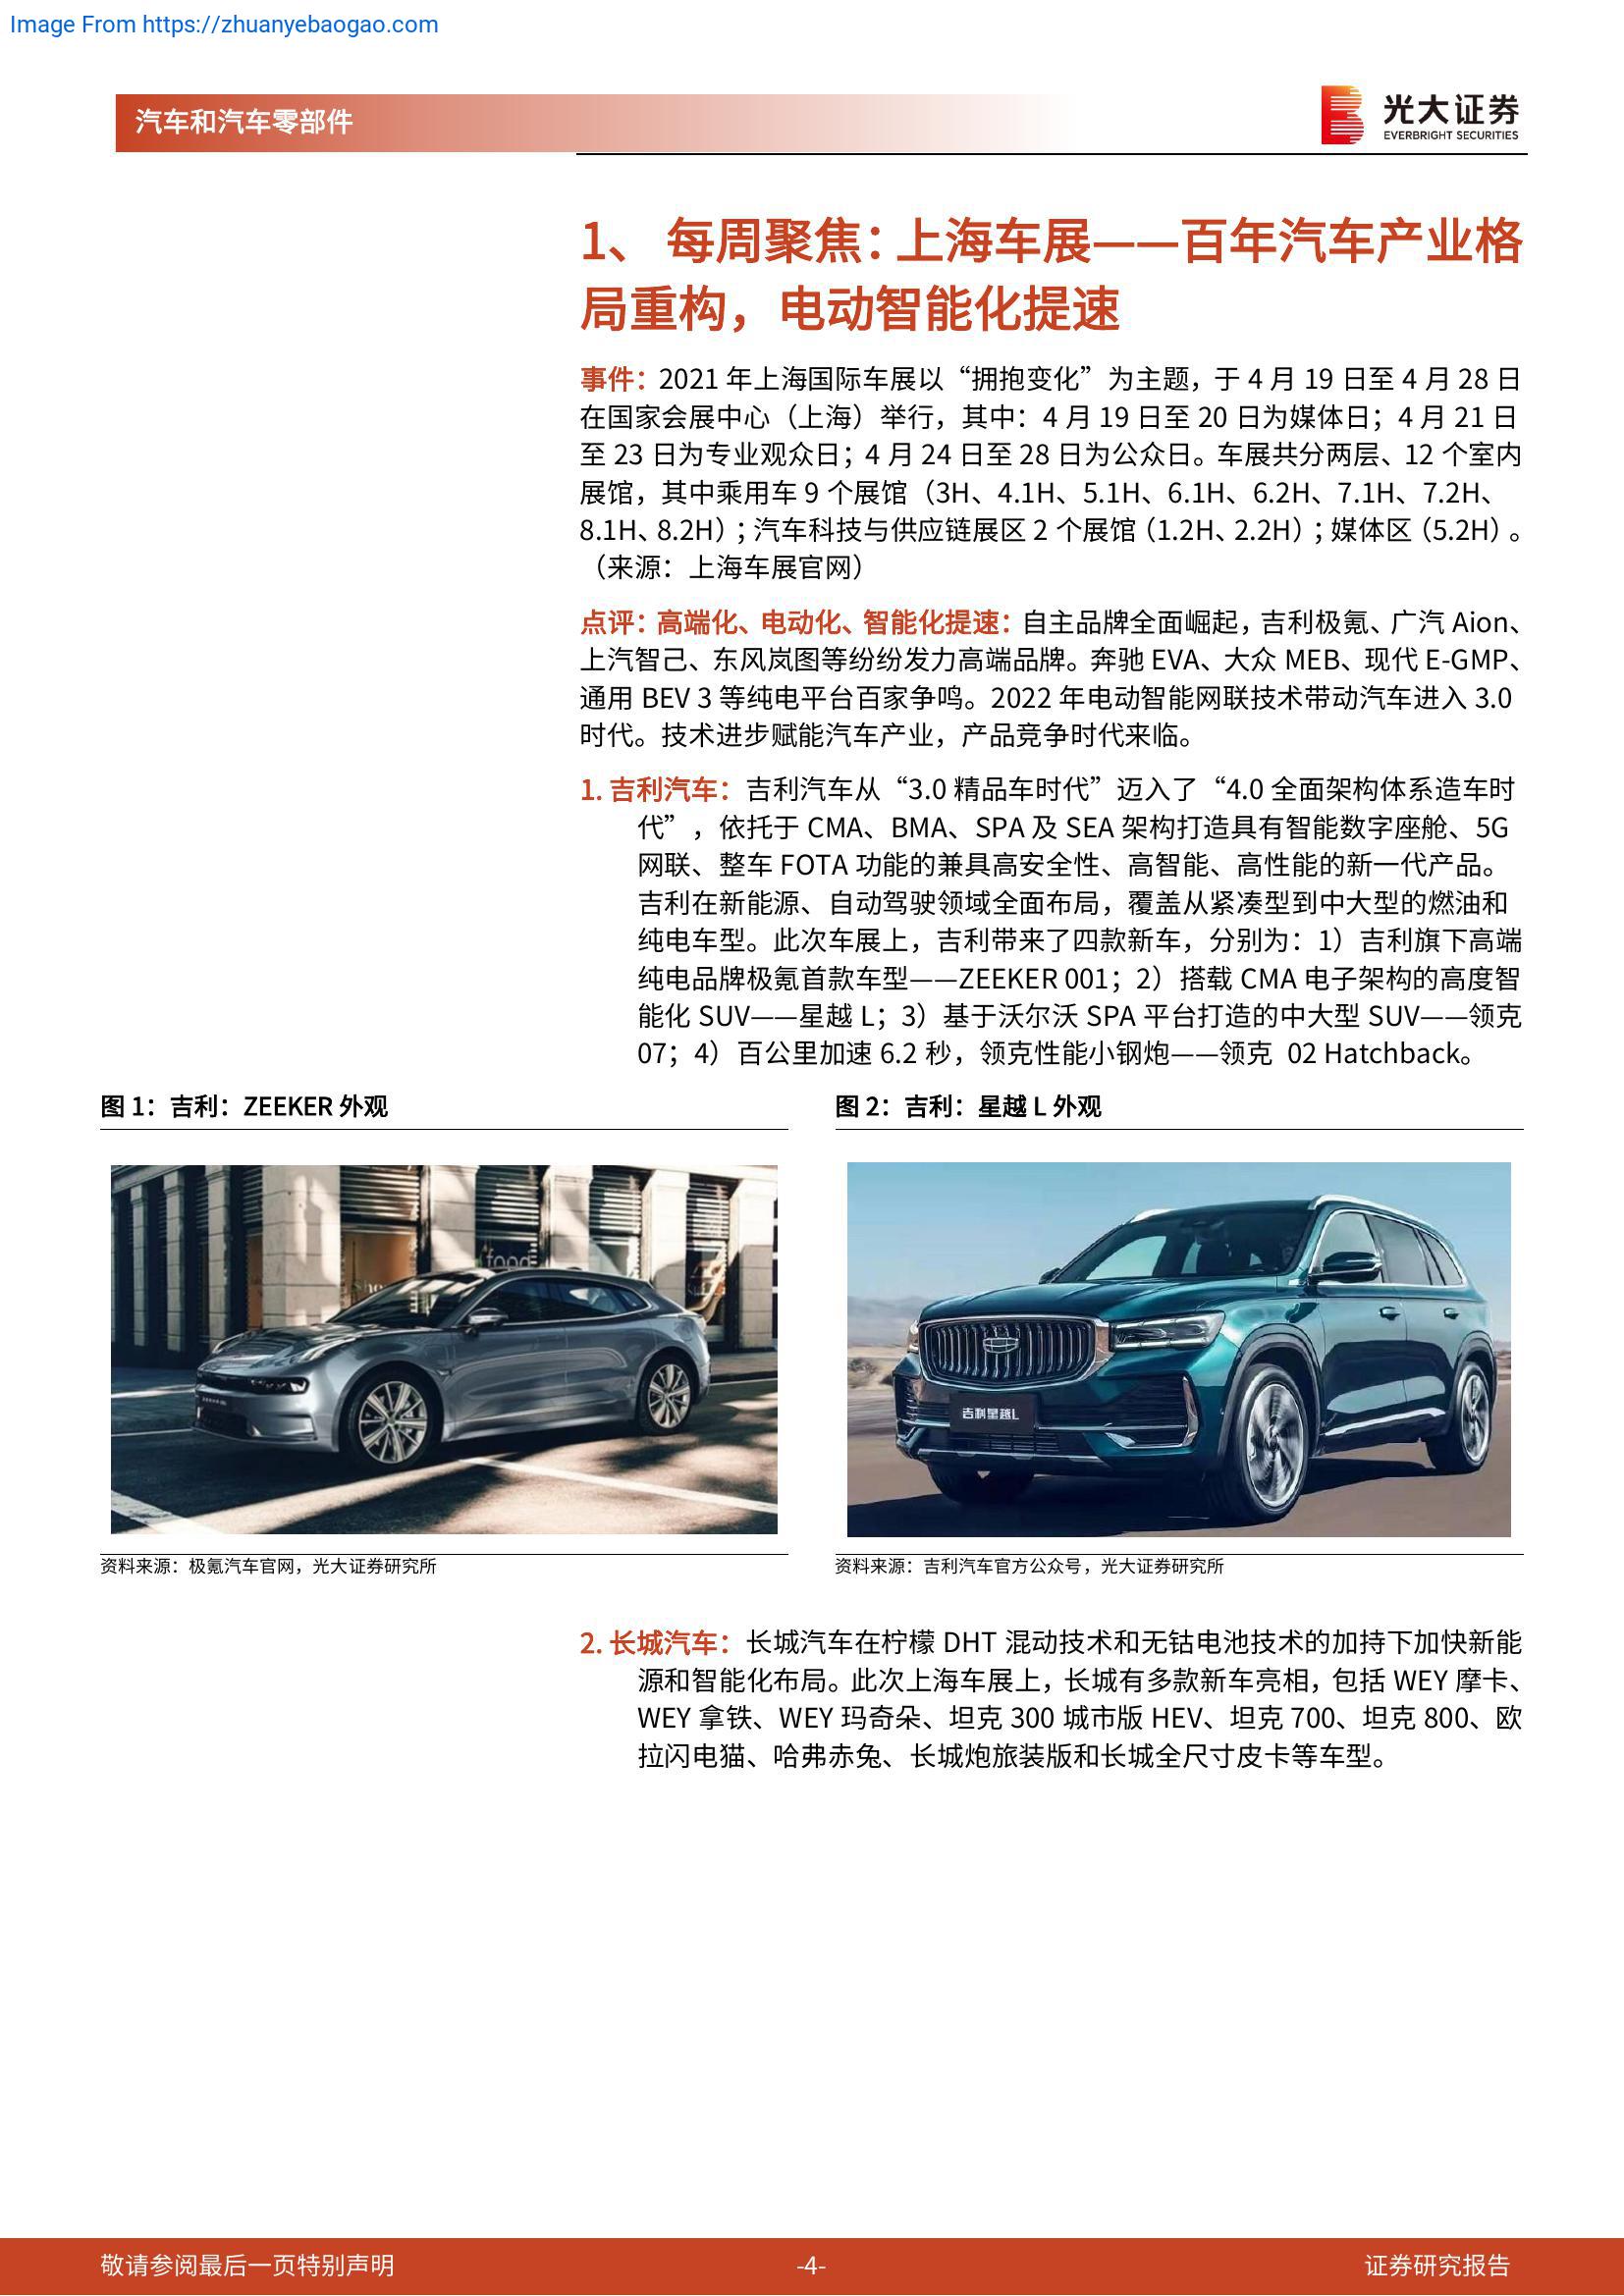 Image From https://zhuanyebaogao.com
汽车和汽车零部件
光大证券
EVERBRIGHT SECURITIES
1、 每周聚焦：上海车展——百年汽车产业格
局重构，电动智能化提速
事件：2021 年上海国际车展以“拥抱变化”为主题，于 4 月 19 日至 4 月 28 日
在国家会展中心（上海）举行，其中：4 月 19 日至 20 日为媒体日；4 月 21 日
至 23 日为专业观众日；4 月 24 日至 28 日为公众日。车展共分两层、12 个室内
展馆，其中乘用车 9 个展馆（3H、4.1H、5.1H、6.1H、6.2H、7.1H、7.2H、
8.1H、8.2H）；汽车科技与供应链展区 2 个展馆（1.2H、2.2H）；媒体区（5.2H）。
（来源：上海车展官网）
点评：高端化、电动化、智能化提速：自主品牌全面崛起，吉利极氪、广汽 Aion、
上汽智己、东风岚图等纷纷发力高端品牌。奔驰 EVA、大众 MEB、现代 E-GMP、
通用 BEV 3 等纯电平台百家争鸣。2022 年电动智能网联技术带动汽车进入 3.0
时代。技术进步赋能汽车产业，产品竞争时代来临。
1. 吉利汽车：吉利汽车从“3.0 精品车时代”迈入了“4.0 全面架构体系造车时
代”，依托于 CMA、BMA、SPA 及 SEA 架构打造具有智能数字座舱、5G
网联、整车 FOTA 功能的兼具高安全性、高智能、高性能的新一代产品。
吉利在新能源、自动驾驶领域全面布局，覆盖从紧凑型到中大型的燃油和
纯电车型。此次车展上，吉利带来了四款新车，分别为：1）吉利旗下高端
纯电品牌极氪首款车型——ZEEKER 001；2）搭载 CMA 电子架构的高度智
能化 SUV——星越 L；3）基于沃尔沃 SPA 平台打造的中大型 SUV——领克
07；4）百公里加速 6.2 秒，领克性能小钢炮——领克 02 Hatchback。
图 1：吉利：ZEEKER 外观
图 2：吉利：星越 L 外观
food
吉利星越L
资料来源：极氪汽车官网，光大证券研究所
资料来源：吉利汽车官方公众号，光大证券研究所
2. 长城汽车：长城汽车在柠檬 DHT 混动技术和无钴电池技术的加持下加快新能
源和智能化布局。此次上海车展上，长城有多款新车亮相，包括 WEY 摩卡、
WEY 拿铁、WEY 玛奇朵、坦克 300 城市版 HEV、坦克 700、坦克 800、欧
拉闪电猫、哈弗赤兔、长城炮旅装版和长城全尺寸皮卡等车型。
敬请参阅最后一页特别声明
-4-
证券研究报告